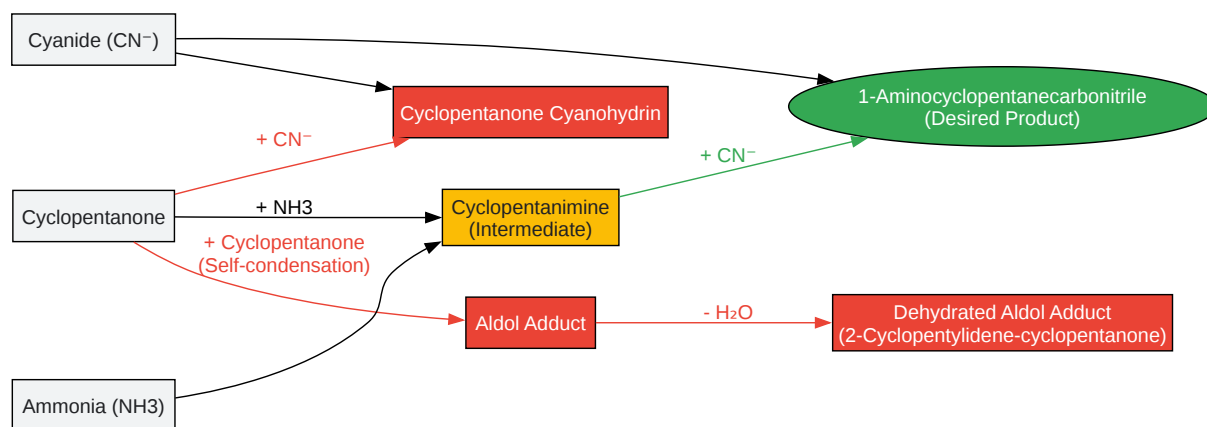 Cyanide (CN⁻)
Cyclopentanone Cyanohydrin
1-Aminocyclopentanecarbonitrile
(Desired Product)
+ CN⁻
+ CN⁻
Cyclopentanone
+ NH3
Cyclopentanimine
(Intermediate)
+ Cyclopentanone
(Self-condensation)
Aldol Adduct
- H₂O
Dehydrated Aldol Adduct
(2-Cyclopentylidene-cyclopentanone)
Ammonia (NH3)